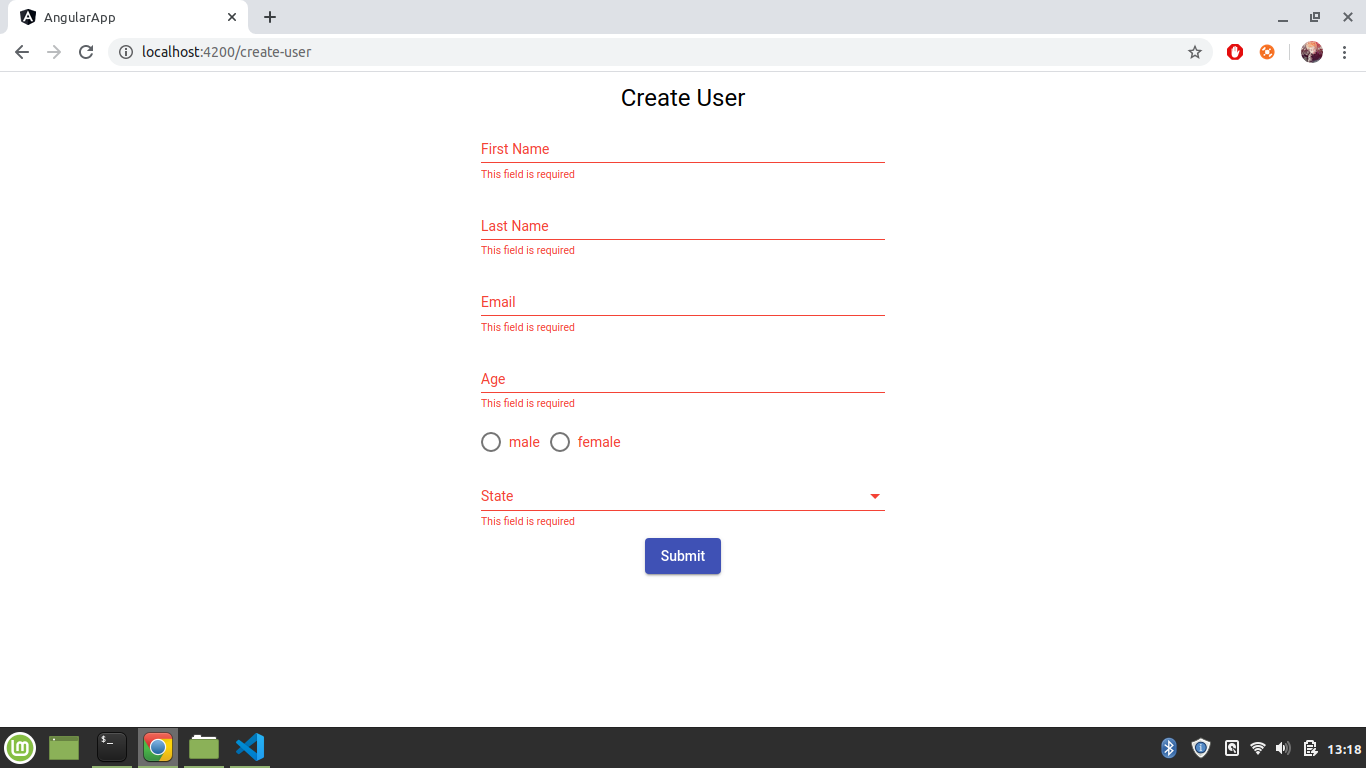 AngularApp
localhost:4200/create-user
Create User
First Name
This field is required
Last Name
This field is required
Email
This field is required
Age
This field is required
male female
State
This field is required
Submit
$_
13:18